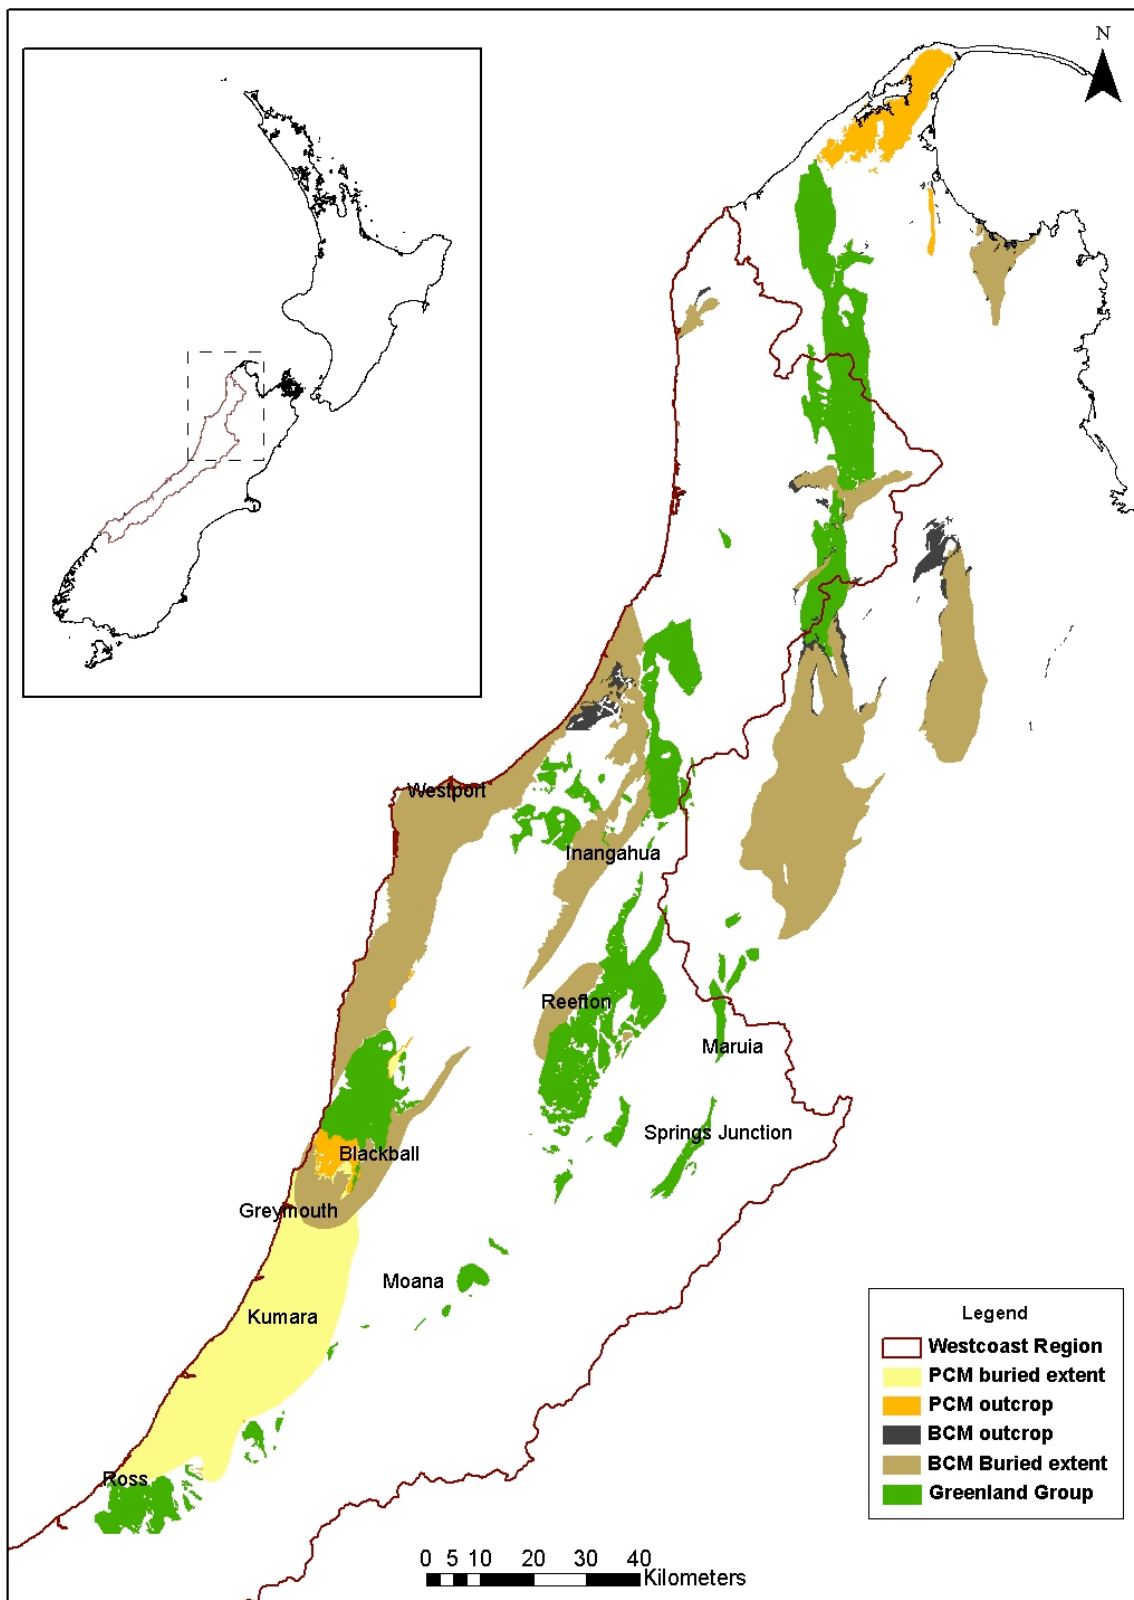 N
Westport
Inangahua
Reefton
Maruia
Springs Junction
Blackball
Greymouth
Moana
Kumara
Ross
Legend
Westcoast Region
PCM buried extent
PCM outcrop
BCM outcrop
BCM Buried extent
Greenland Group
0 5 10 20 30 40
Kilometers